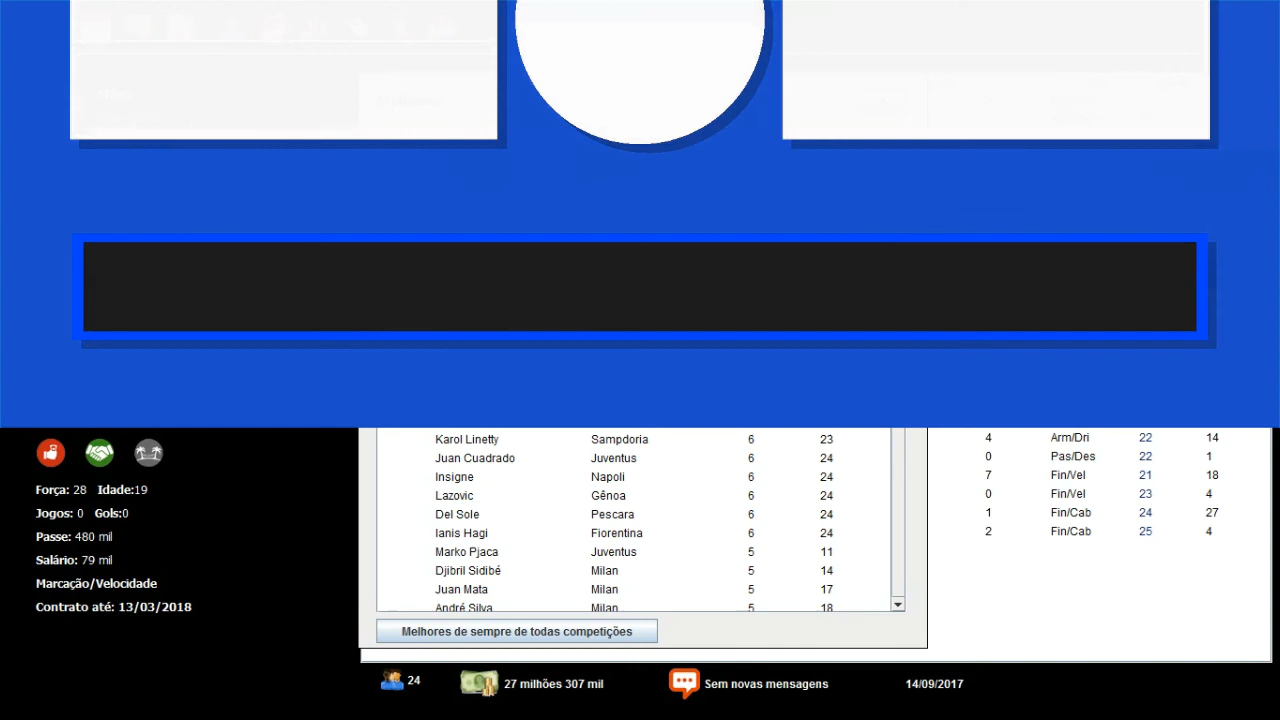 Força: 28 Idade:19
Jogos: 0 Gols:0
Passe: 480 mil
Salário: 79 mil
Marcação/Velocidade
Contrato até: 13/03/2018
Karol Linetty Sampdoria 6 23
Juan Cuadrado Juventus 6 24
Insigne Napoli 6 24
Lazovic Gênoa 6 24
Del Sole Pescara 6 24
Ianis Hagi Fiorentina 6 24
Marko Pjaca Juventus 5 11
Djibril Sidibé Milan 5 14
Juan Mata Milan 5 17
André Silva Milan 5 18
Melhores de sempre de todas competições
4 Arm/Dri 22 14
0 Pas/Des 22 1
7 Fin/Vel 21 18
0 Fin/Vel 23 4
1 Fin/Cab 24 27
2 Fin/Cab 25 4
24 27 milhões 307 mil Sem novas mensagens 14/09/2017